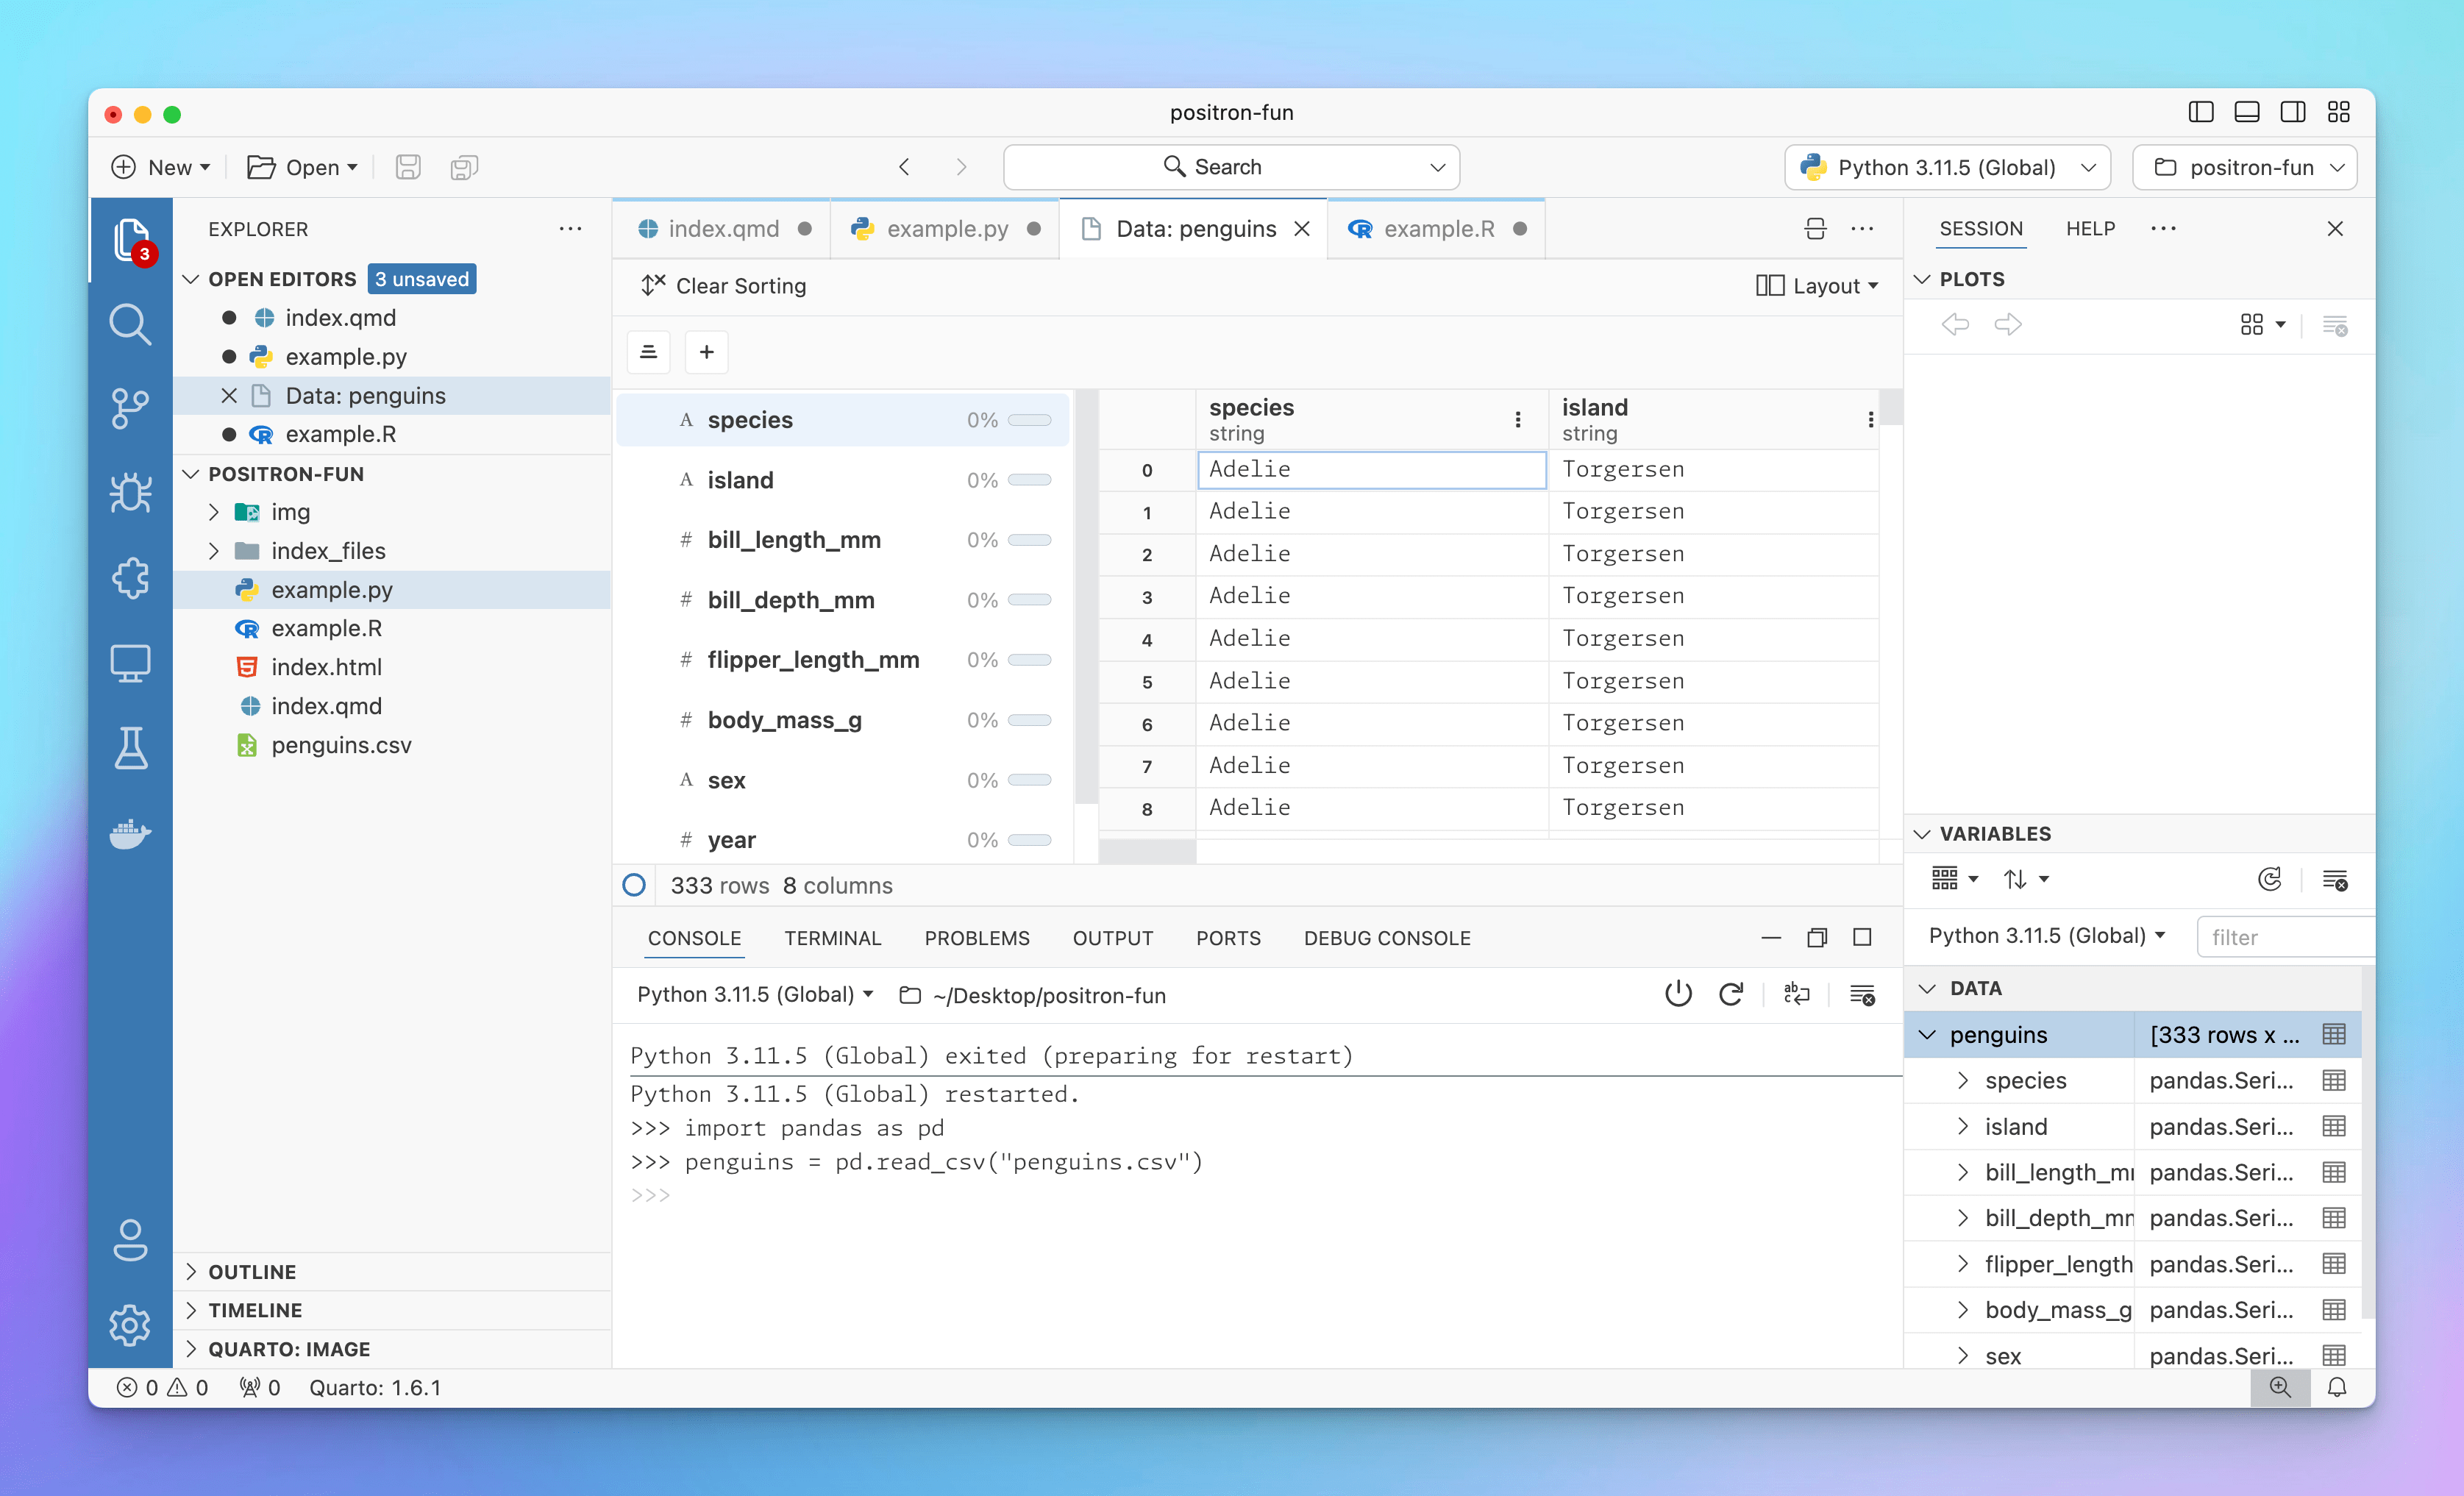 positron-fun
New
Open
Search
Python 3.11.5 (Global)
positron-fun
3
EXPLORER
OPEN EDITORS 3 unsaved
index.qmd
example.py
Data: penguins
example.R
POSITRON-FUN
img
index_files
example.py
example.R
index.html
index.qmd
penguins.csv
OUTLINE
TIMELINE
QUARTO: IMAGE
index.qmd
example.py
Data: penguins
example.R
Clear Sorting
Layout
A species 0%
A island 0%
# bill_length_mm 0%
# bill_depth_mm 0%
# flipper_length_mm 0%
# body_mass_g 0%
A sex 0%
# year 0%
species island
string string
0 Adelie Torgersen
1 Adelie Torgersen
2 Adelie Torgersen
3 Adelie Torgersen
4 Adelie Torgersen
5 Adelie Torgersen
6 Adelie Torgersen
7 Adelie Torgersen
8 Adelie Torgersen
333 rows 8 columns
CONSOLE TERMINAL PROBLEMS OUTPUT PORTS DEBUG CONSOLE
Python 3.11.5 (Global) ~/Desktop/positron-fun
Python 3.11.5 (Global) exited (preparing for restart)
Python 3.11.5 (Global) restarted.
>>> import pandas as pd
>>> penguins = pd.read_csv("penguins.csv")
>>>
SESSION HELP
PLOTS
VARIABLES
Python 3.11.5 (Global) filter
DATA
penguins [333 rows x ...
species pandas.Seri...
island pandas.Seri...
bill_length_m pandas.Seri...
bill_depth_m pandas.Seri...
flipper_length pandas.Seri...
body_mass_g pandas.Seri...
sex pandas.Seri...
0 0 0 Quarto: 1.6.1